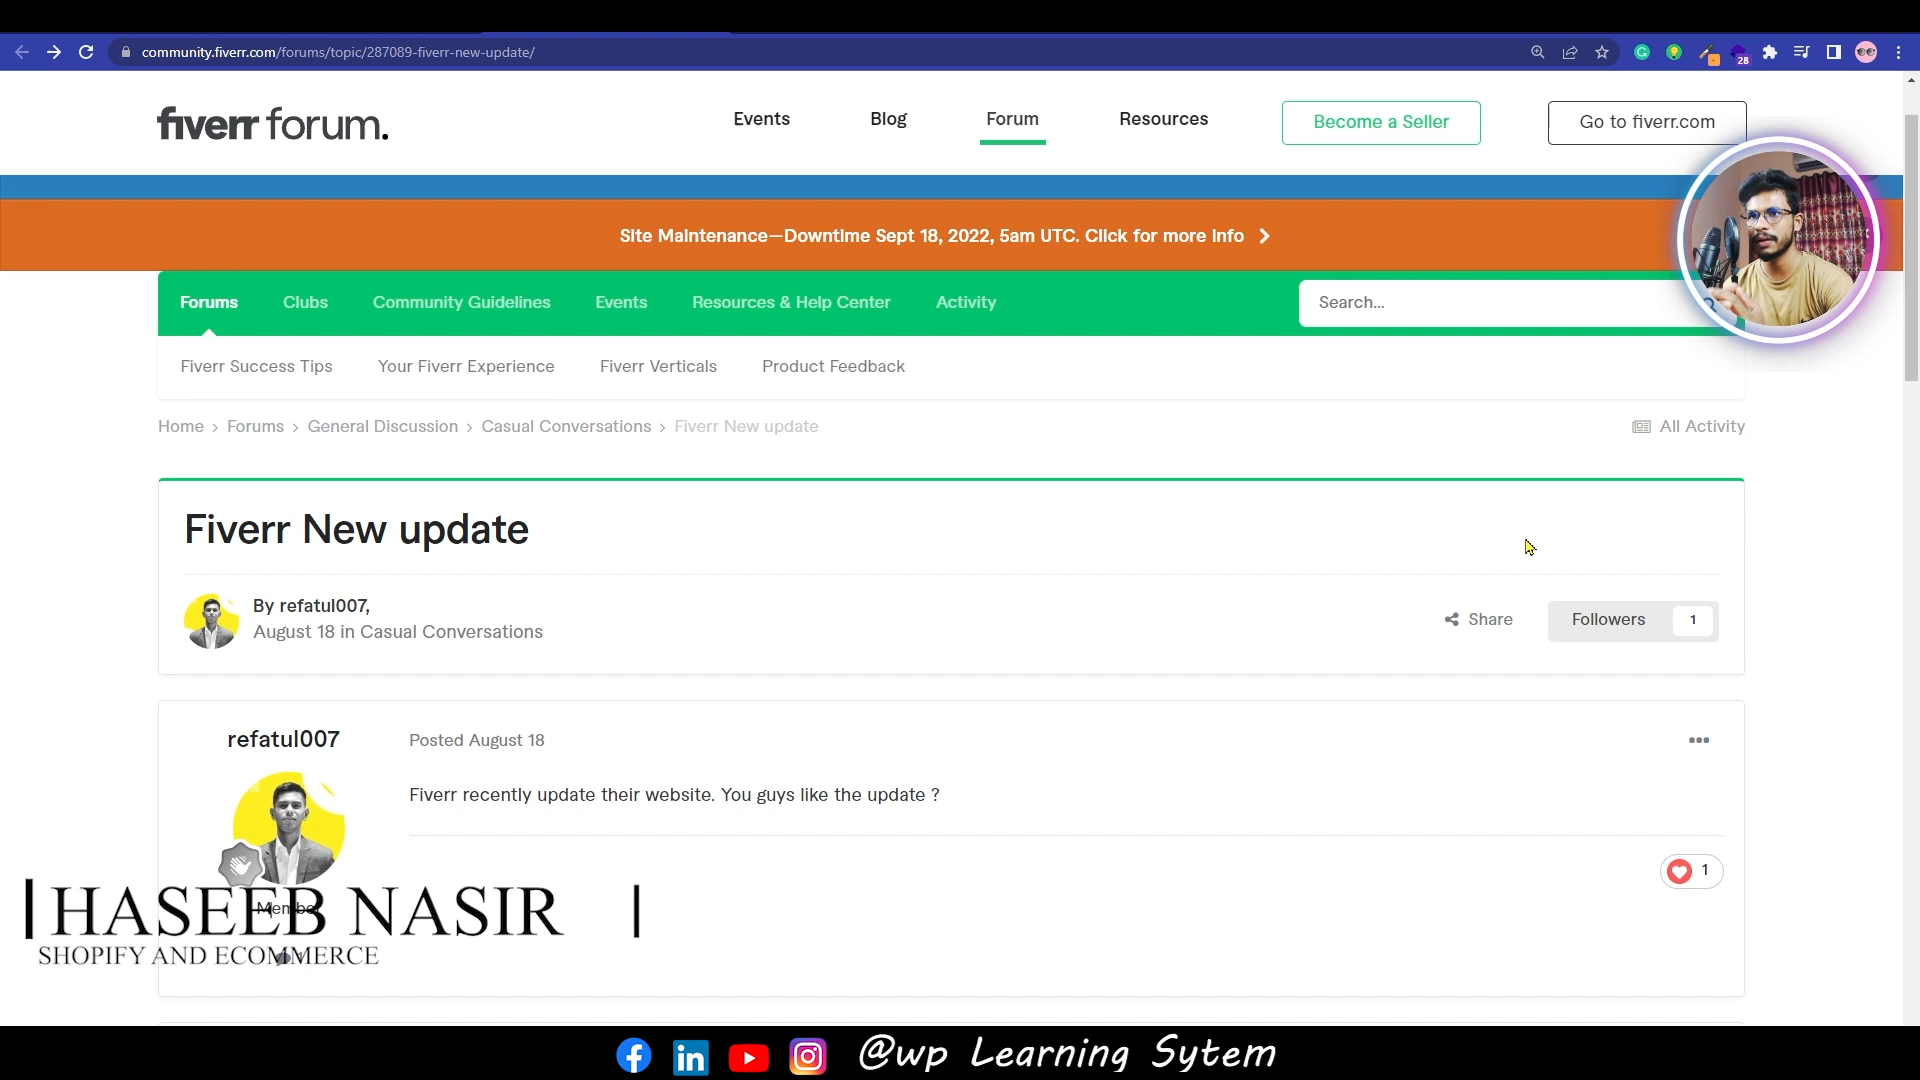 community.fiverr.com/forums/topic/287089-fiverr-new-update/
28
fiverr forum.
Events
Blog
Forum
Resources
Become a Seller
Go to fiverr.com
Site Maintenance—Downtime Sept 18, 2022, 5am UTC. Click for more info
Forums
Clubs
Community Guidelines
Events
Resources & Help Center
Activity
Search...
Fiverr Success Tips
Your Fiverr Experience
Fiverr Verticals
Product Feedback
Home > Forums > General Discussion > Casual Conversations > Fiverr New update
All Activity
Fiverr New update
By refatul007,
August 18 in Casual Conversations
Share
Followers 1
refatul007
Posted August 18
Fiverr recently update their website. You guys like the update ?
1
Member
HASEEB NASIR
SHOPIFY AND ECOMMERCE
@wp Learning Sytem